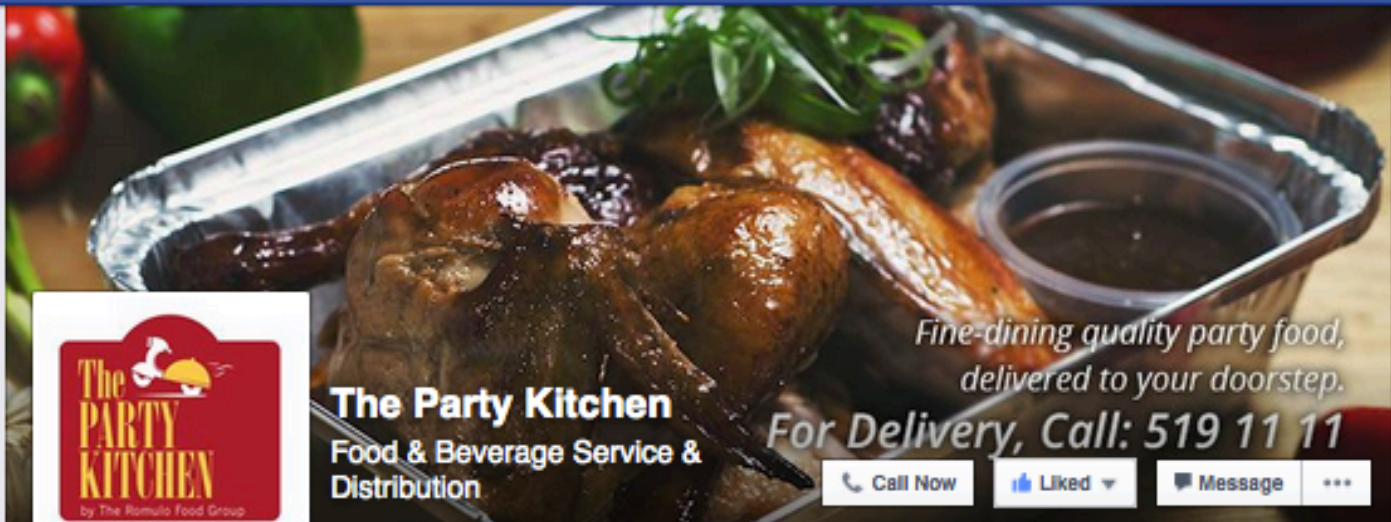 The
PARTY
KITCHEN
by The Romulo Food Group
The Party Kitchen
Food & Beverage Service &
Distribution
Fine-dining quality party food,
delivered to your doorstep.
For Delivery, Call: 519 11 11
Call Now
Liked
Message